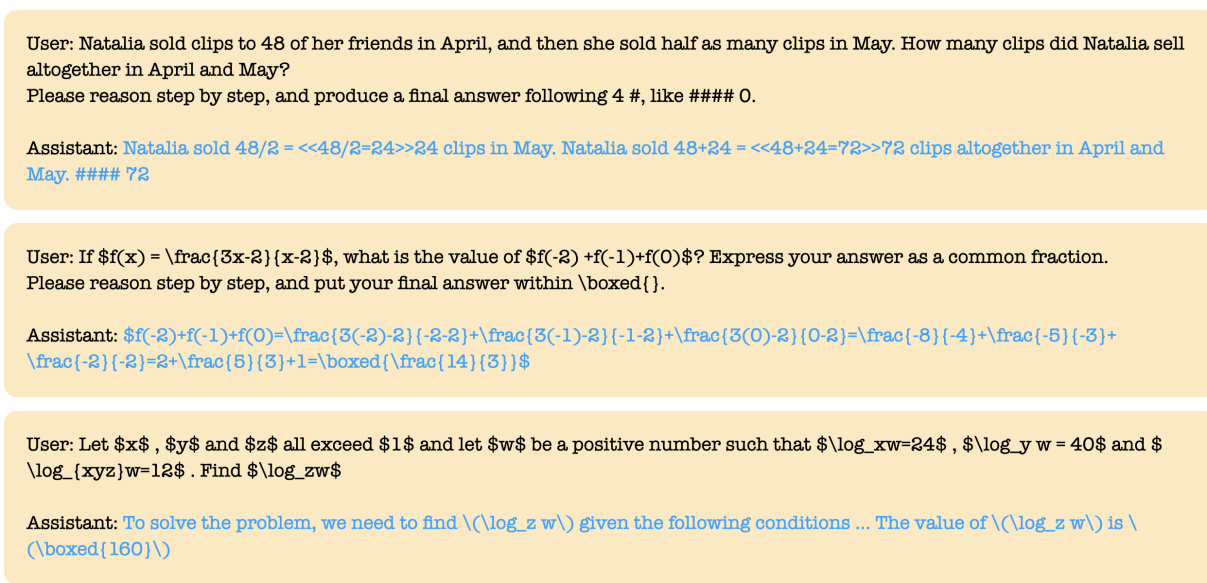 User: Natalia sold clips to 48 of her friends in April, and then she sold half as many clips in May. How many clips did Natalia sell
altogether in April and May?
Please reason step by step, and produce a final answer following 4 #, like #### 0.
Assistant: Natalia sold 48/2 = <<48/2=24>>24 clips in May. Natalia sold 48+24 = <<48+24=72>>72 clips altogether in April and
May. #### 72
User: If $f(x) = \frac{3x-2}{x-2}$, what is the value of $f(-2) +f(-1)+f(0)$? Express your answer as a common fraction.
Please reason step by step, and put your final answer within \boxed{}.
Assistant: $f(-2)+f(-1)+f(0)=\frac{3(-2)-2}{-2-2}+\frac{3(-1)-2}{-1-2}+\frac{3(0)-2}{0-2}=\frac{-8}{-4}+\frac{-5}{-3}+
\frac{-2}{-2}=2+\frac{5}{3}+1=\boxed{\frac{14}{3}}$
User: Let $x$ , $y$ and $z$ all exceed $1$ and let $w$ be a positive number such that $\log_xw=24$ , $\log_y w = 40$ and $
\log_{xyz}w=12$ . Find $\log_zw$
Assistant: To solve the problem, we need to find \(\log_z w\) given the following conditions ... The value of \(\log_z w\) is \
(\boxed{160}\)